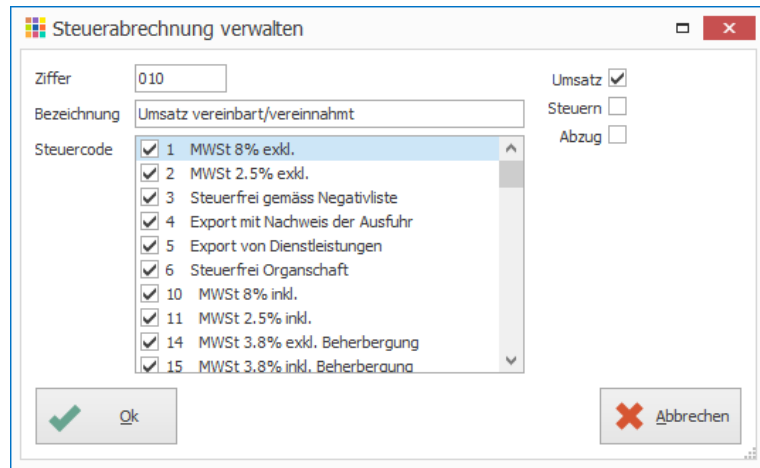 Steuerabrechnung verwalten
Ziffer 010 Umsatz
Bezeichnung Umsatz vereinbart/vereinnahmt Steuern
Steuercode 1 MWSt 8% exkl. Abzug
2 MWSt 2.5% exkl.
3 Steuerfrei gemäss Negativliste
4 Export mit Nachweis der Ausfuhr
5 Export von Dienstleistungen
6 Steuerfrei Organschaft
10 MWSt 8% inkl.
11 MWSt 2.5% inkl.
14 MWSt 3.8% exkl. Beherbergung
15 MWSt 3.8% inkl. Beherbergung
Ok Abbrechen